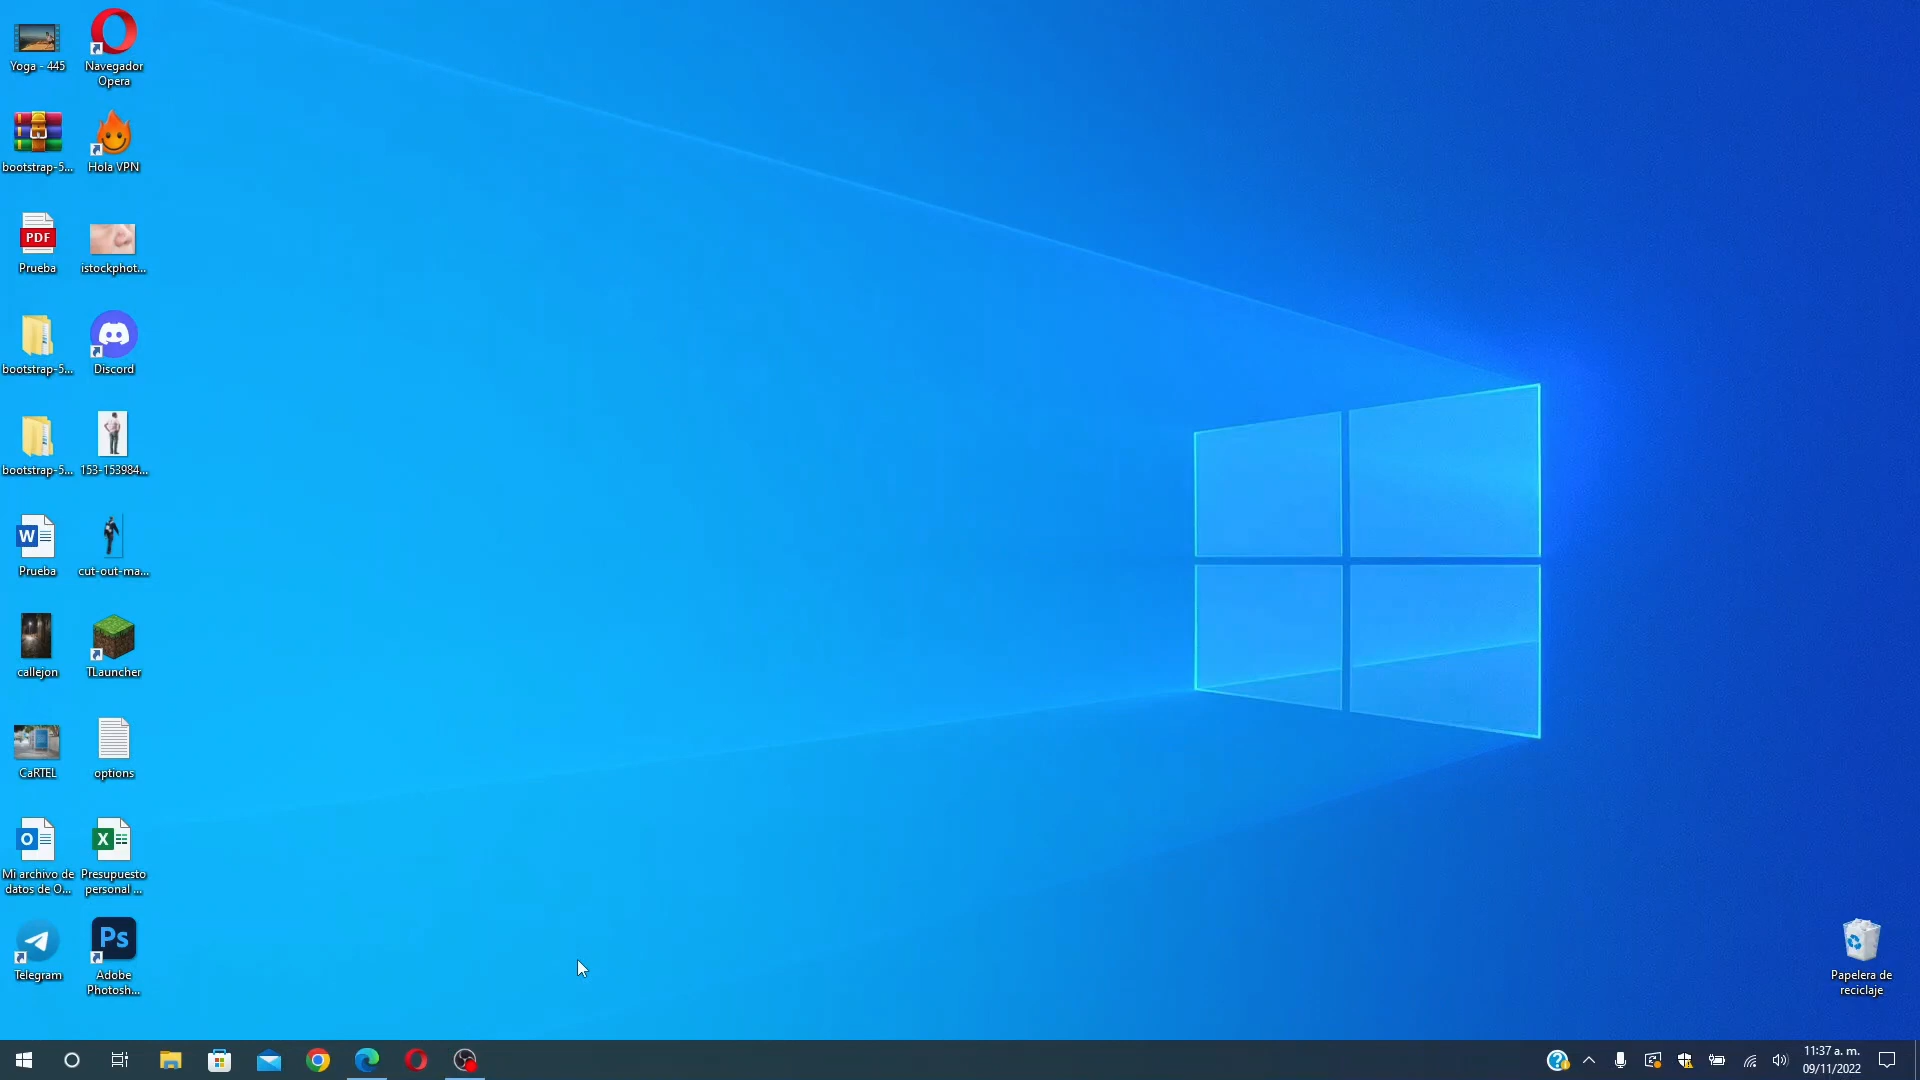 Yoga - 445
Navegador
Opera
bootstrap-5...
Hola VPN
PDF
Prueba
istockphot...
bootstrap-5...
Discord
bootstrap-5...
153-153984...
W
Prueba
cut-out-ma...
callejon
TLauncher
CaRTEL
options
O
Mi archivo de
datos de O...
X
Presupuesto
personal ...
Telegram
Ps
Adobe
Photosh...
Papelera de
reciclaje
11:37 a. m.
09/11/2022